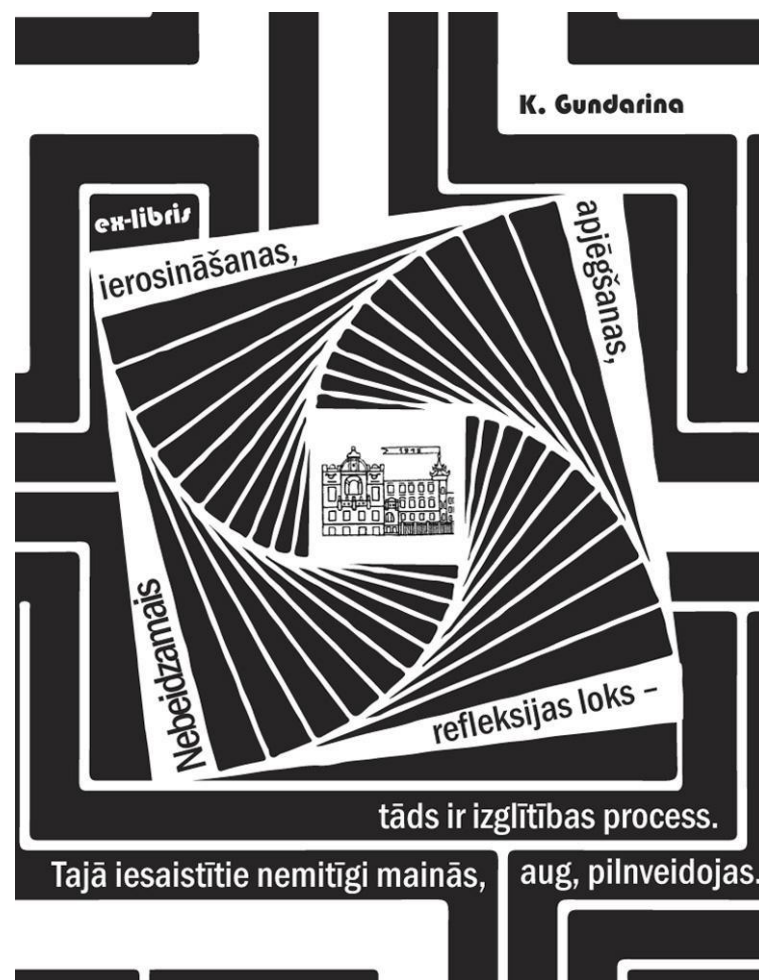 K. Gundarina
ex-libris
Nebeidzamais
ierosināšanas,
apjēgšanas,
refleksijas loks –
tāds ir izglītības process.
Tajā iesaistītie nemitīgi mainās,
aug, pilnveidojas.